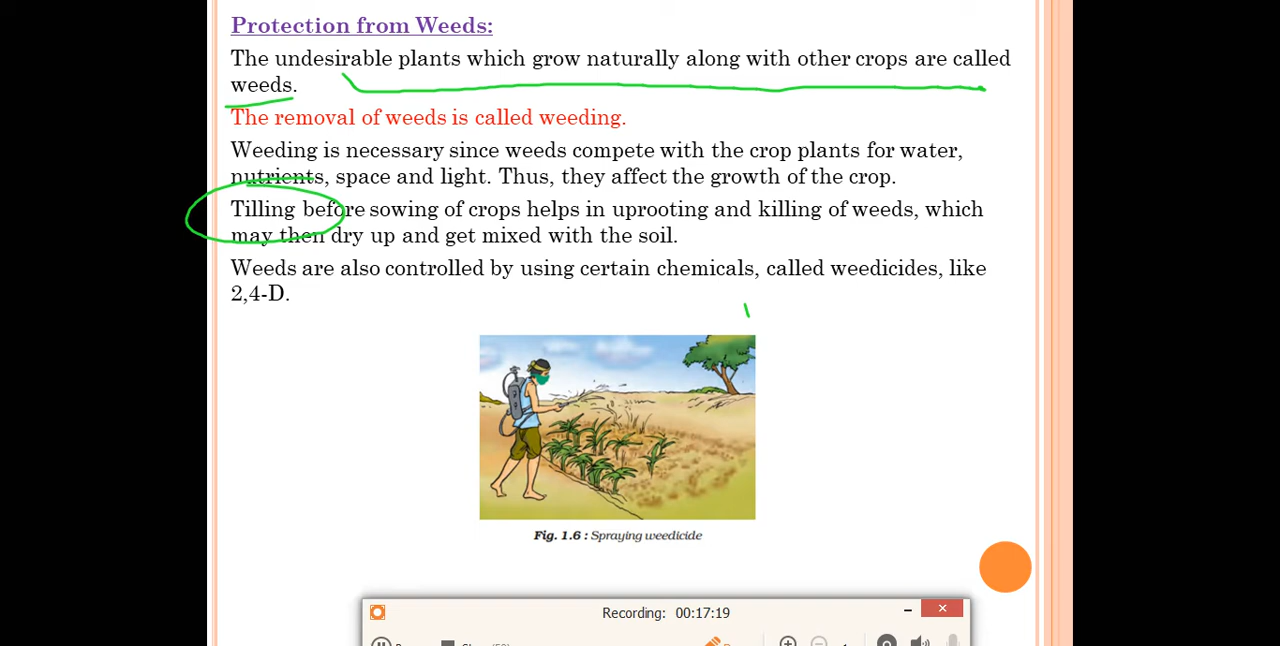 Protection from Weeds:
The undesirable plants which grow naturally along with other crops are called
weeds.
The removal of weeds is called weeding.
Weeding is necessary since weeds compete with the crop plants for water,
nutrients, space and light. Thus, they affect the growth of the crop.
Tilling before sowing of crops helps in uprooting and killing of weeds, which
may then dry up and get mixed with the soil.
Weeds are also controlled by using certain chemicals, called weedicides, like
2,4-D.
Fig. 1.6 : Spraying weedicide
Recording: 00:17:19